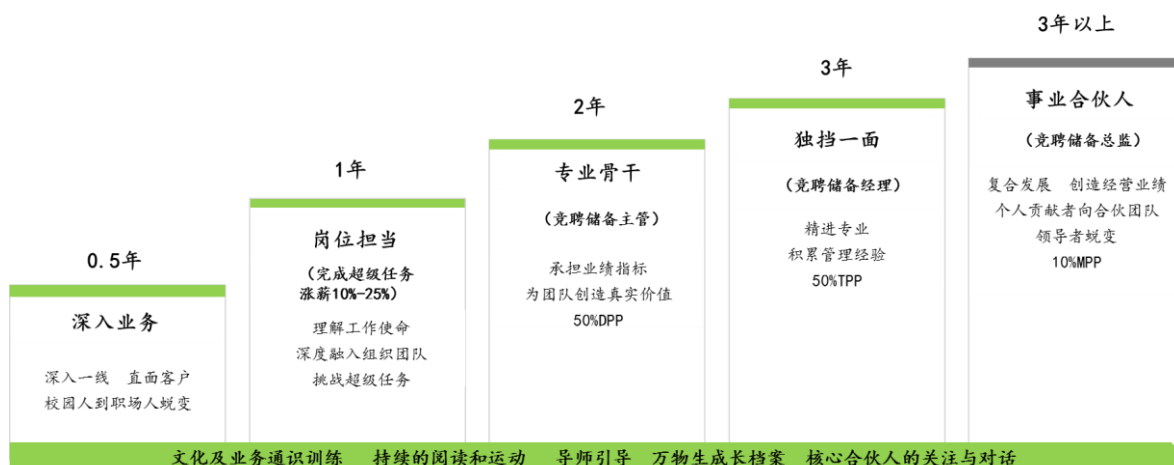 0.5年
深入业务
深入一线 直面客户
校园人到职场人蜕变
1年
岗位担当
（完成超级任务
涨薪10%-25%）
理解工作使命
深度融入组织团队
挑战超级任务
2年
专业骨干
（竞聘储备主管）
承担业绩指标
为团队创造真实价值
50%DPP
3年
独挡一面
（竞聘储备经理）
精进专业
积累管理经验
50%TPP
3年以上
事业合伙人
（竞聘储备总监）
复合发展 创造经营业绩
个人贡献者向合伙团队
领导者蜕变
10%MPP
文化及业务通识训练 持续的阅读和运动 导师引导 万物生成长档案 核心合伙人的关注与对话